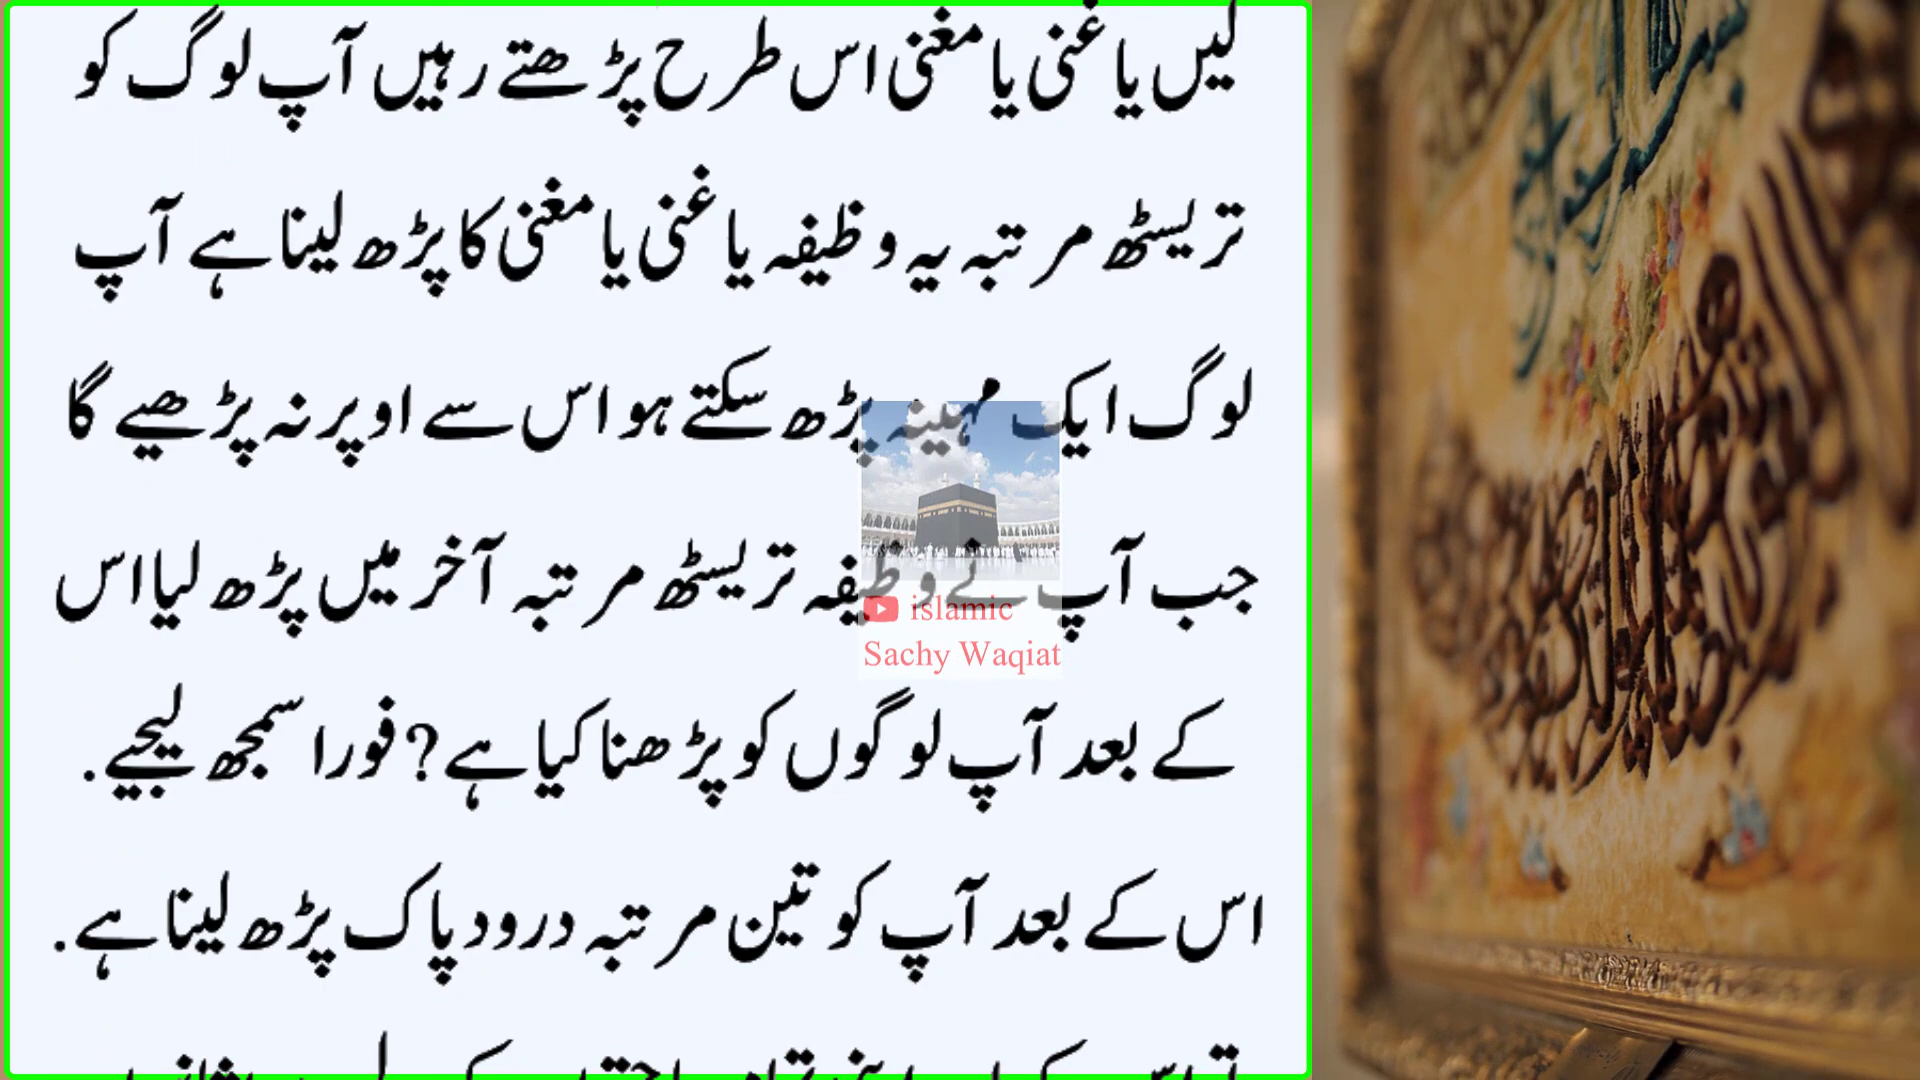 لیں یا غنی یا مغنی اس طرح پڑھتے رہیں آپ لوگ کو
تریسٹھ مرتبہ یہ وظیفہ یا غنی یا مغنی کا پڑھ لینا ہے آپ
لوگ ایک مہینہ پڑھ سکتے ہو اس سے اوپر نہ پڑھیے گا
جب آپ نے وظیفہ تریسٹھ مرتبہ آخر میں پڑھ لیا اس
کے بعد آپ لوگوں کو پڑھنا کیا ہے? فورا سمجھ لیجیے.
اس کے بعد آپ کو تین مرتبہ درود پاک پڑھ لینا ہے.
islamic
Sachy Waqiat